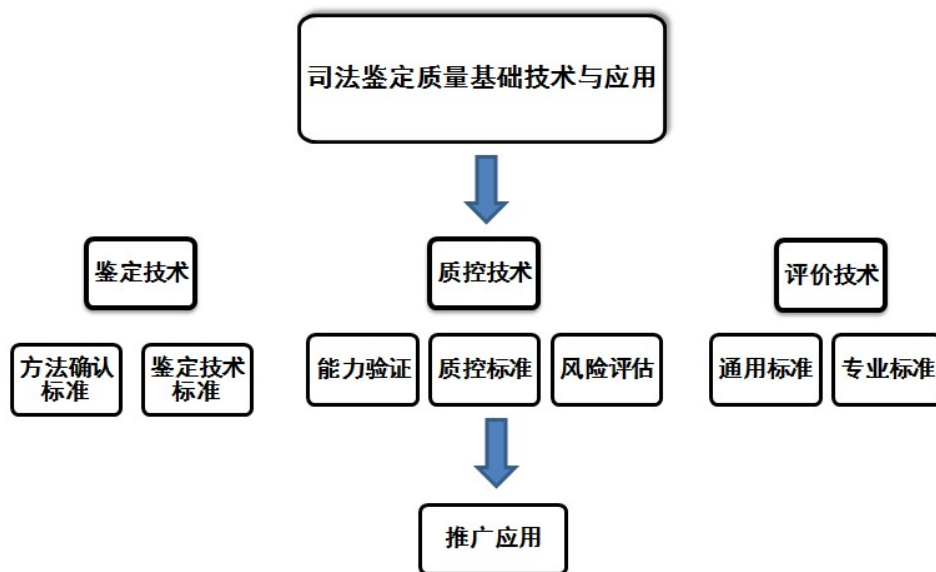 司法鉴定质量基础技术与应用
鉴定技术
质控技术
评价技术
方法确认
标准
鉴定技术
标准
能力验证
质控标准
风险评估
通用标准
专业标准
推广应用